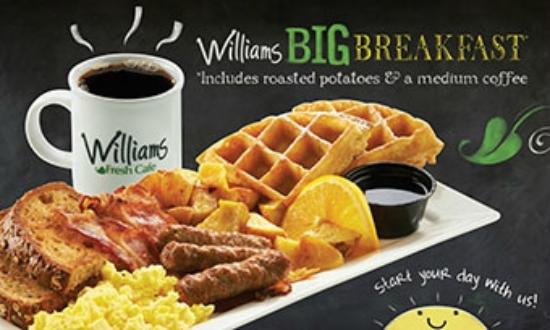 Williams BIG BREAKFAST
*Includes roasted potatoes & a medium coffee
Williams
Fresh Cafe
start your day with us!